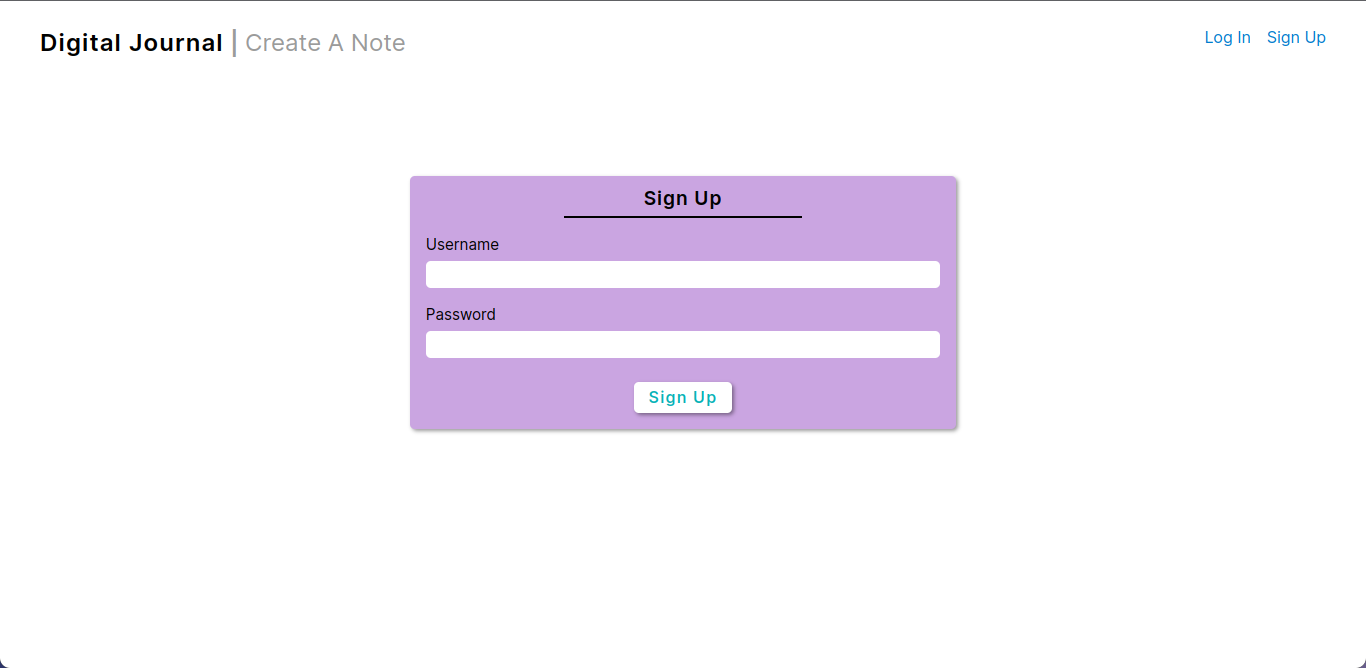 Digital Journal | Create A Note
Log In Sign Up
Sign Up
Username
Password
Sign Up